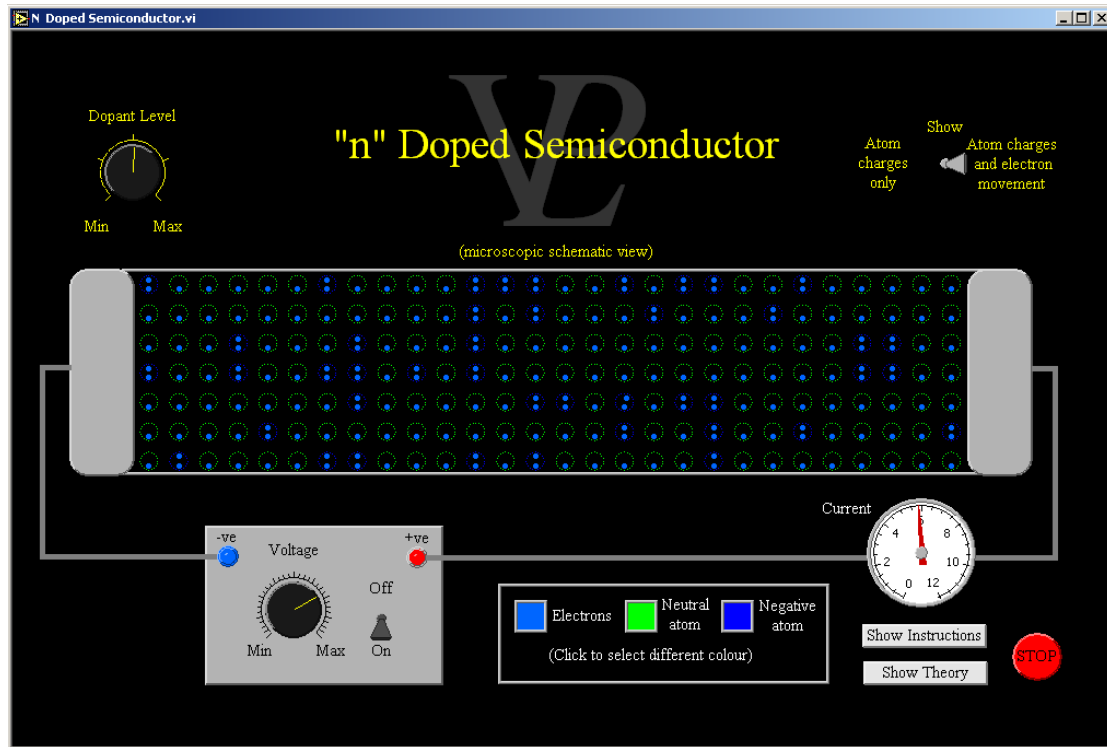 N Doped Semiconductor.vi
Dopant Level
Min Max
VPL
"n" Doped Semiconductor
Show
Atom
charges
only
Atom charges
and electron
movement
(microscopic schematic view)
-ve
+ve
Voltage
Off
Min Max On
Current
0 2 4 6 8 10 12
Electrons
Neutral
atom
Negative
atom
(Click to select different colour)
Show Instructions
Show Theory
STOP